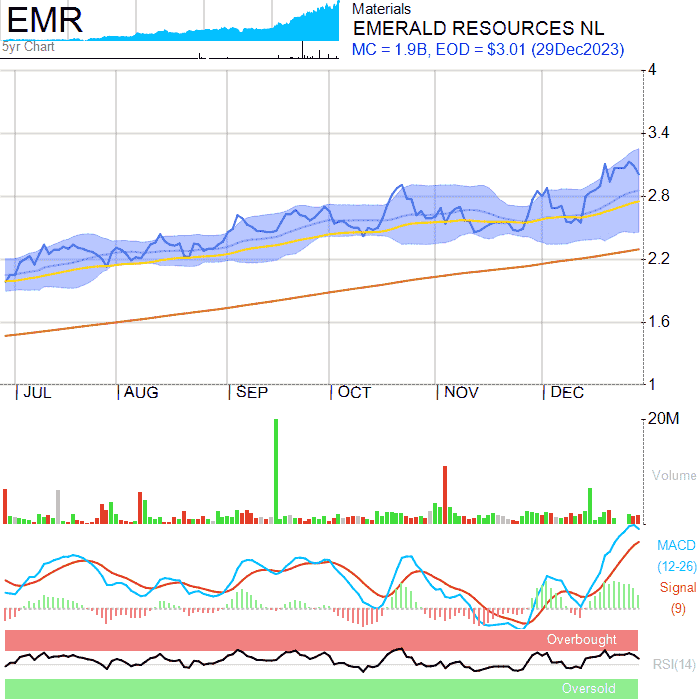 EMR
5yr Chart
Materials
EMERALD RESOURCES NL
MC = 1.9B, EOD = $3.01 (29Dec2023)
4
3.4
2.8
2.2
1.6
1
JUL AUG SEP OCT NOV DEC
20M
Volume
MACD
(12-26)
Signal
(9)
Overbought
RSI(14)
Oversold